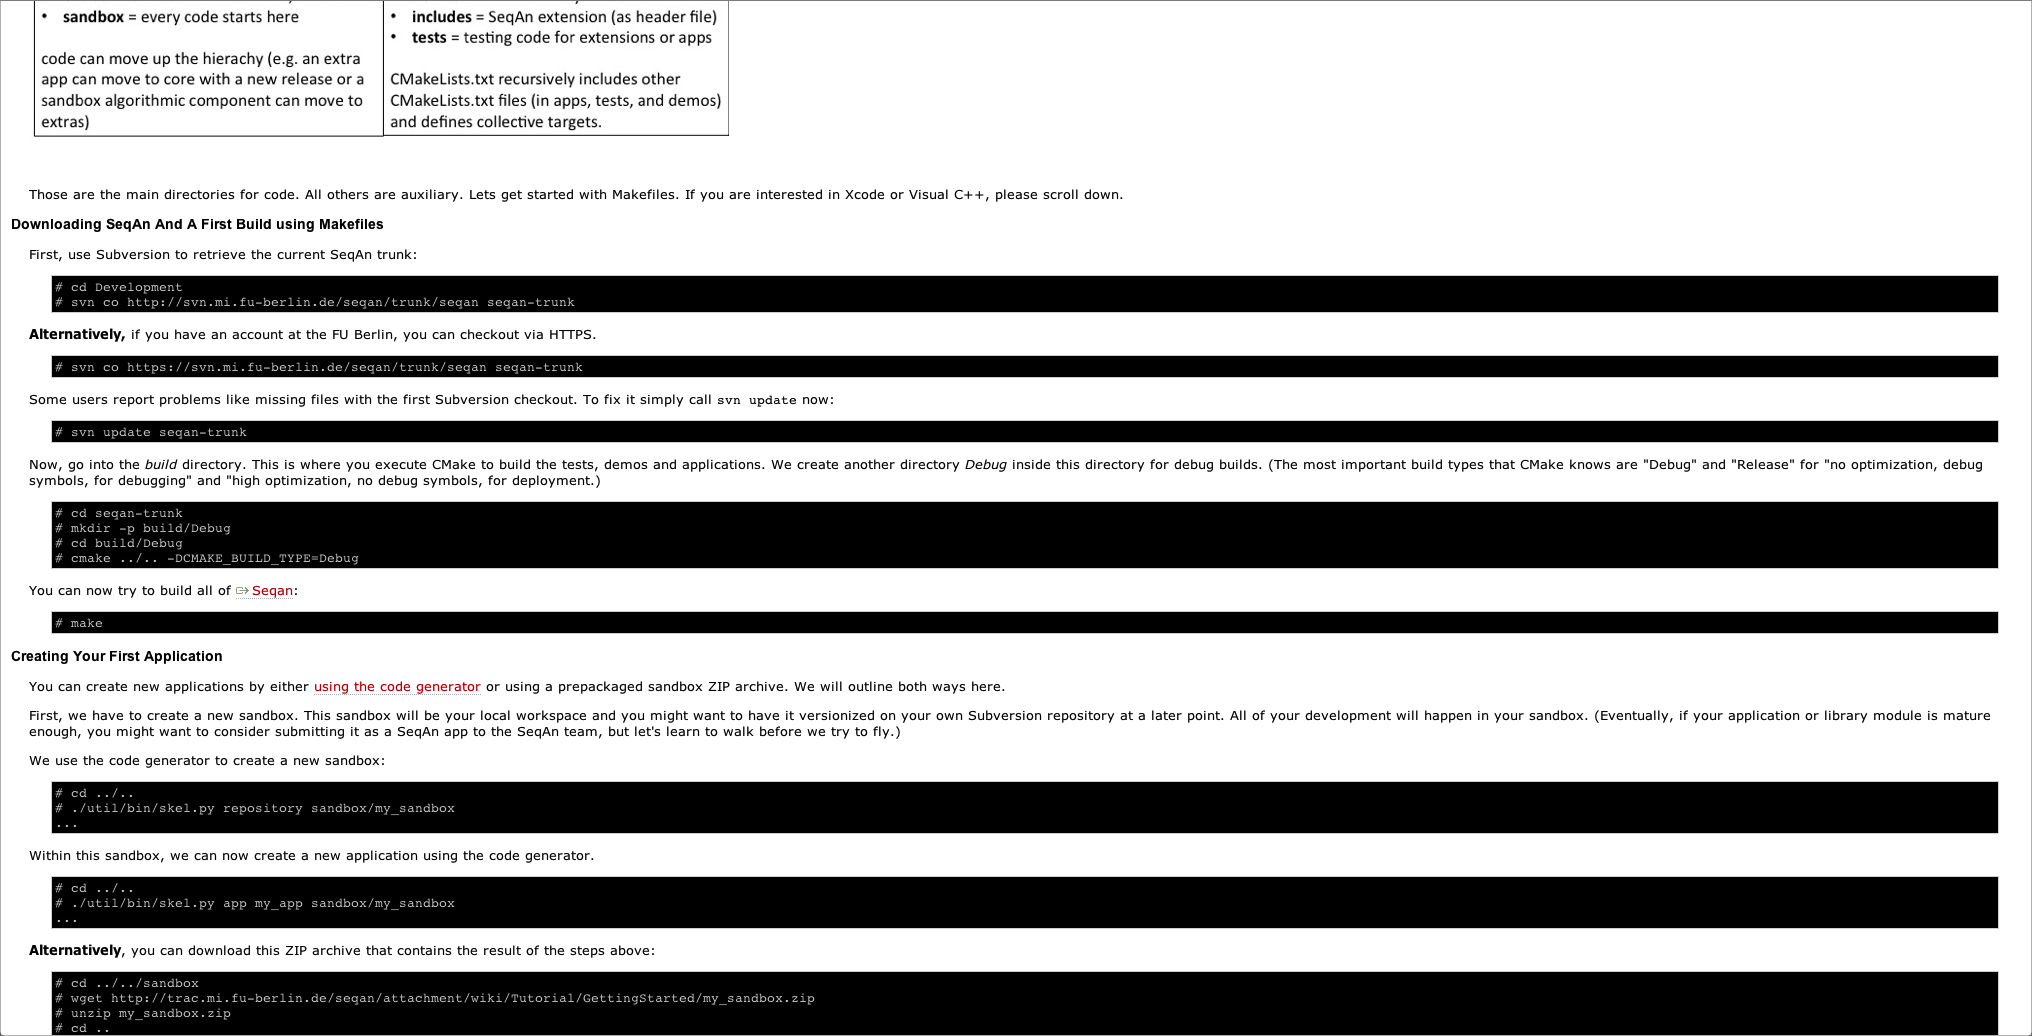 • sandbox = every code starts here
code can move up the hierachy (e.g. an extra
app can move to core with a new release or a
sandbox algorithmic component can move to
extras)
• includes = SeqAn extension (as header file)
• tests = testing code for extensions or apps
CMakeLists.txt recursively includes other
CMakeLists.txt files (in apps, tests, and demos)
and defines collective targets.
Those are the main directories for code. All others are auxiliary. Lets get started with Makefiles. If you are interested in Xcode or Visual C++, please scroll down.
Downloading SeqAn And A First Build using Makefiles
First, use Subversion to retrieve the current SeqAn trunk:
# cd Development
# svn co http://svn.mi.fu-berlin.de/seqan/trunk/seqan seqan-trunk
Alternatively, if you have an account at the FU Berlin, you can checkout via HTTPS.
# svn co https://svn.mi.fu-berlin.de/seqan/trunk/seqan seqan-trunk
Some users report problems like missing files with the first Subversion checkout. To fix it simply call svn update now:
# svn update seqan-trunk
Now, go into the build directory. This is where you execute CMake to build the tests, demos and applications. We create another directory Debug inside this directory for debug builds. (The most important build types that CMake knows are "Debug" and "Release" for "no optimization, debug
symbols, for debugging" and "high optimization, no debug symbols, for deployment.)
# cd seqan-trunk
# mkdir -p build/Debug
# cd build/Debug
# cmake ../.. -DCMAKE_BUILD_TYPE=Debug
You can now try to build all of Seqan:
# make
Creating Your First Application
You can create new applications by either using the code generator or using a prepackaged sandbox ZIP archive. We will outline both ways here.
First, we have to create a new sandbox. This sandbox will be your local workspace and you might want to have it versionized on your own Subversion repository at a later point. All of your development will happen in your sandbox. (Eventually, if your application or library module is mature
enough, you might want to consider submitting it as a SeqAn app to the SeqAn team, but let's learn to walk before we try to fly.)
We use the code generator to create a new sandbox:
# cd ../..
# ./util/bin/skel.py repository sandbox/my_sandbox
...
Within this sandbox, we can now create a new application using the code generator.
# cd ../..
# ./util/bin/skel.py app my_app sandbox/my_sandbox
...
Alternatively, you can download this ZIP archive that contains the result of the steps above:
# cd ../../sandbox
# wget http://trac.mi.fu-berlin.de/seqan/attachment/wiki/Tutorial/GettingStarted/my_sandbox.zip
# unzip my_sandbox.zip
# cd ..